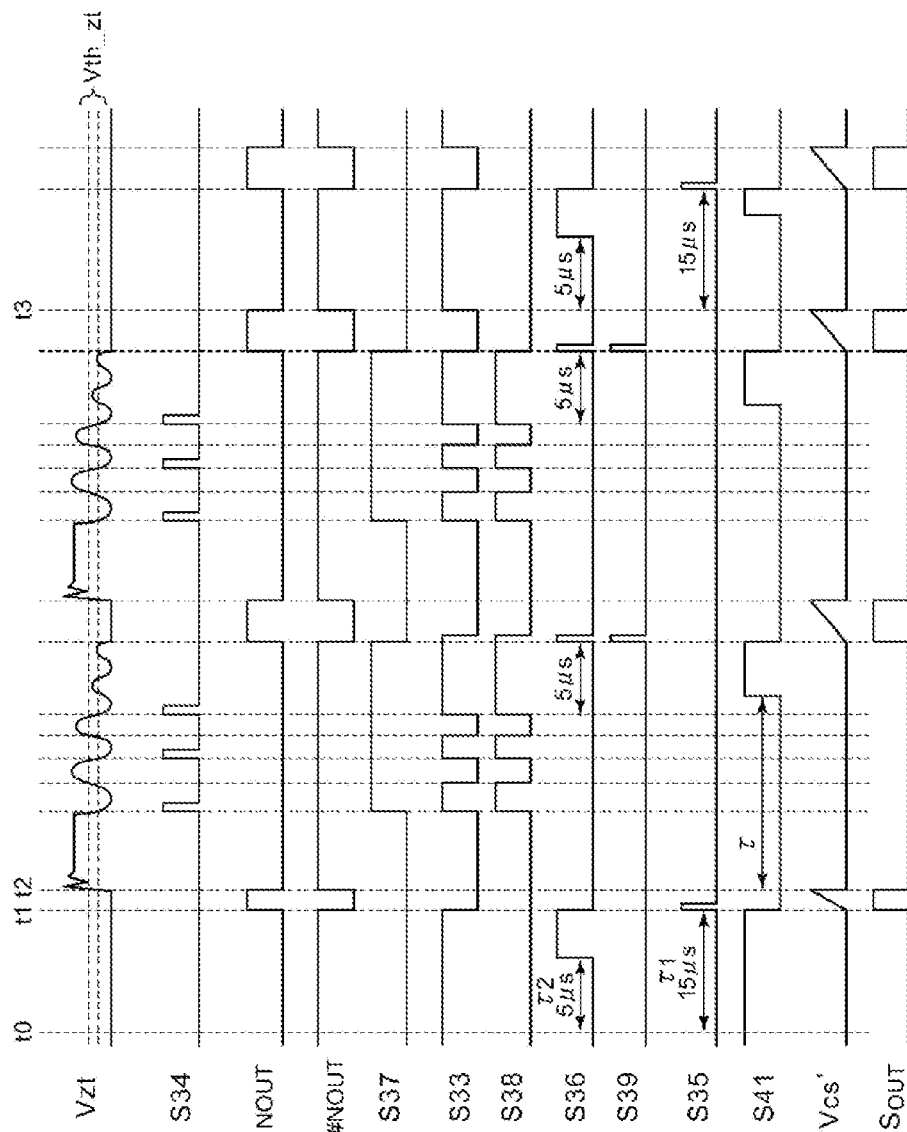 t0
t1
t2
t3
Vzt
Vth_zt
S34
NOUT
#NOUT
S37
S33
S38
S36
τ2
5μs
5μs
5μs
5μs
S39
S35
τ1
15μs
15μs
S41
τ
Vcs'
SOUT